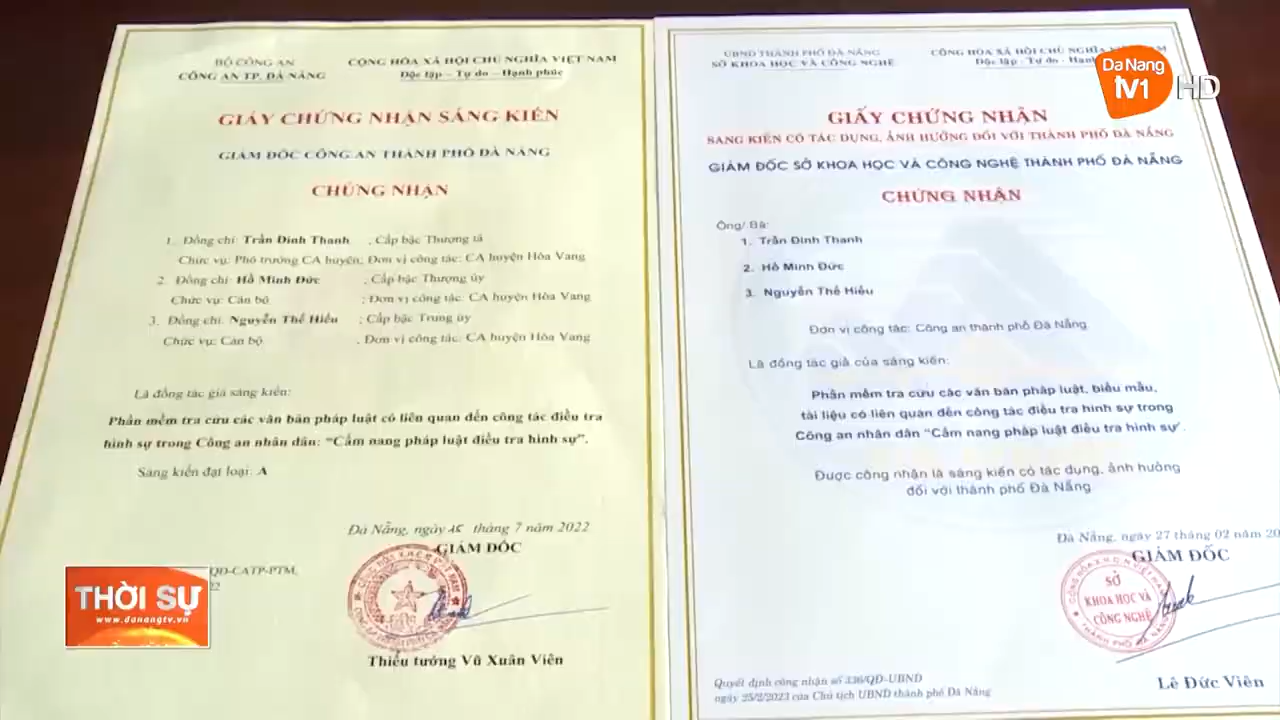 BỘ CÔNG AN
CÔNG AN TP. ĐÀ NẴNG
CỘNG HÒA XÃ HỘI CHỦ NGHĨA VIỆT NAM
Độc lập – Tự do – Hạnh phúc
GIẤY CHỨNG NHẬN SÁNG KIẾN
GIÁM ĐỐC CÔNG AN THÀNH PHỐ ĐÀ NẴNG
CHỨNG NHẬN
1. Đồng chí: Trần Đình Thanh , Cấp bậc Thượng tá
Chức vụ: Phó trưởng CA huyện; Đơn vị công tác: CA huyện Hòa Vang
2. Đồng chí: Hồ Minh Đức , Cấp bậc Thượng úy
Chức vụ: Cán bộ ; Đơn vị công tác: CA huyện Hòa Vang
3. Đồng chí: Nguyễn Thế Hiếu ; Cấp bậc Trung úy
Chức vụ: Cán bộ , Đơn vị công tác: CA huyện Hòa Vang
Là đồng tác giả sáng kiến:
Phần mềm tra cứu các văn bản pháp luật có liên quan đến công tác điều tra
hình sự trong Công an nhân dân: “Cẩm nang pháp luật điều tra hình sự”.
Sáng kiến đạt loại: A
Đà Nẵng, ngày 15 tháng 7 năm 2022
GIÁM ĐỐC
QĐ-CATP-PTM,
Thiếu tướng Vũ Xuân Viên
UBND THÀNH PHỐ ĐÀ NẴNG
SỞ KHOA HỌC VÀ CÔNG NGHỆ
CỘNG HÒA XÃ HỘI CHỦ NGHĨA NAM
Độc lập - Tự do - Hạnh
GIẤY CHỨNG NHẬN
SÁNG KIẾN CÓ TÁC DỤNG, ẢNH HƯỞNG ĐỐI VỚI THÀNH PHỐ ĐÀ NẴNG
GIÁM ĐỐC SỞ KHOA HỌC VÀ CÔNG NGHỆ THÀNH PHỐ ĐÀ NẴNG
CHỨNG NHẬN
Ông/ Bà:
1. Trần Đình Thanh
2. Hồ Minh Đức
3. Nguyễn Thế Hiếu
Đơn vị công tác: Công an thành phố Đà Nẵng
Là đồng tác giả của sáng kiến:
Phần mềm tra cứu các văn bản pháp luật, biểu mẫu,
tài liệu có liên quan đến công tác điều tra hình sự trong
Công an nhân dân “Cẩm nang pháp luật điều tra hình sự”.
Được công nhận là sáng kiến có tác dụng, ảnh hưởng
đối với thành phố Đà Nẵng
Đà Nẵng, ngày 27 tháng 02 năm 20
GIÁM ĐỐC
SỞ
KHOA HỌC VÀ
CÔNG NGHỆ
Lê Đức Viên
Quyết định công nhận số 336/QĐ-UBND
ngày 25/2/2023 của Chủ tịch UBND thành phố Đà Nẵng
Da Nang
TV1
HD
THỜI SỰ
www.danangtv.vn